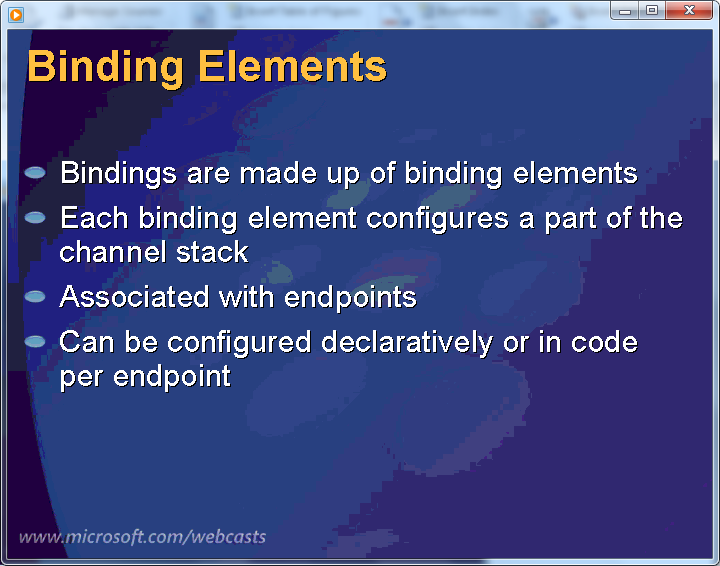 Binding Elements
Bindings are made up of binding elements
Each binding element configures a part of the
channel stack
Associated with endpoints
Can be configured declaratively or in code
per endpoint
www.microsoft.com/webcasts